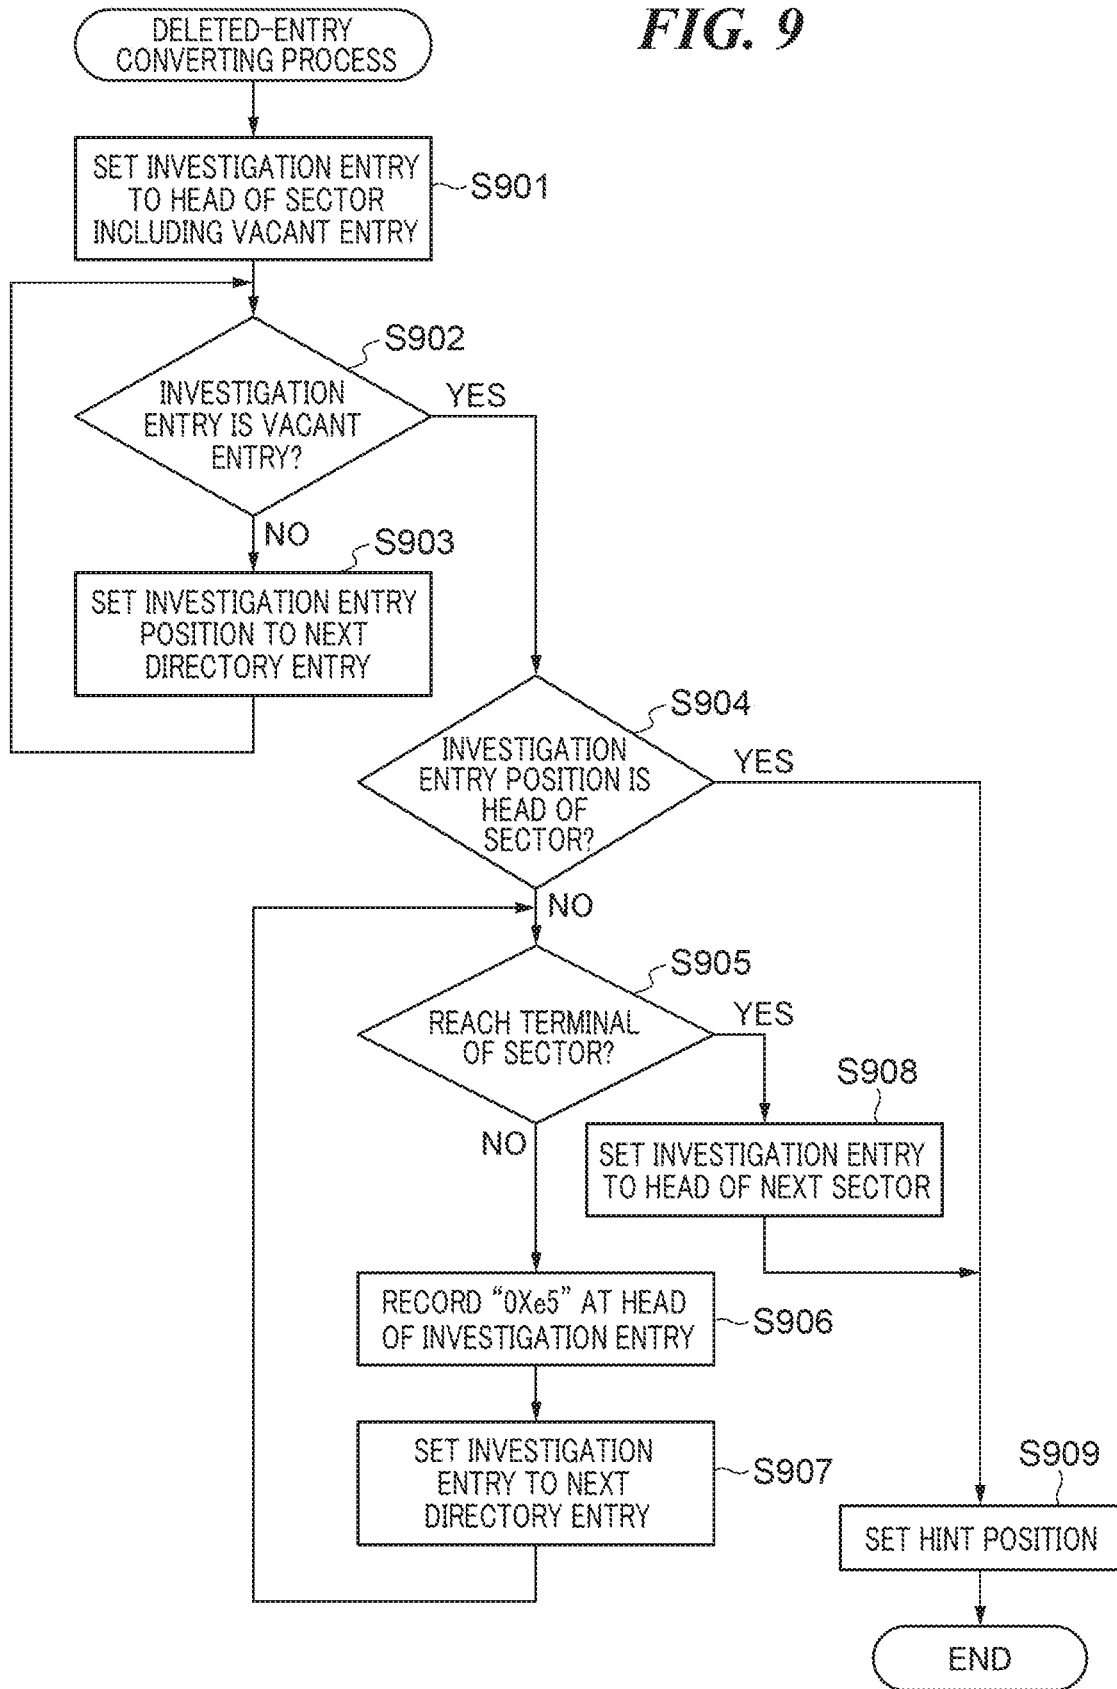 FIG. 9
DELETED-ENTRY
CONVERTING PROCESS
SET INVESTIGATION ENTRY
TO HEAD OF SECTOR
INCLUDING VACANT ENTRY
S901
S902
INVESTIGATION
ENTRY IS VACANT
ENTRY?
YES
NO
S903
SET INVESTIGATION ENTRY
POSITION TO NEXT
DIRECTORY ENTRY
S904
INVESTIGATION
ENTRY POSITION IS
HEAD OF
SECTOR?
YES
NO
S905
REACH TERMINAL
OF SECTOR?
YES
NO
S908
SET INVESTIGATION ENTRY
TO HEAD OF NEXT SECTOR
RECORD “0Xe5” AT HEAD
OF INVESTIGATION ENTRY
S906
SET INVESTIGATION
ENTRY TO NEXT
DIRECTORY ENTRY
S907
S909
SET HINT POSITION
END